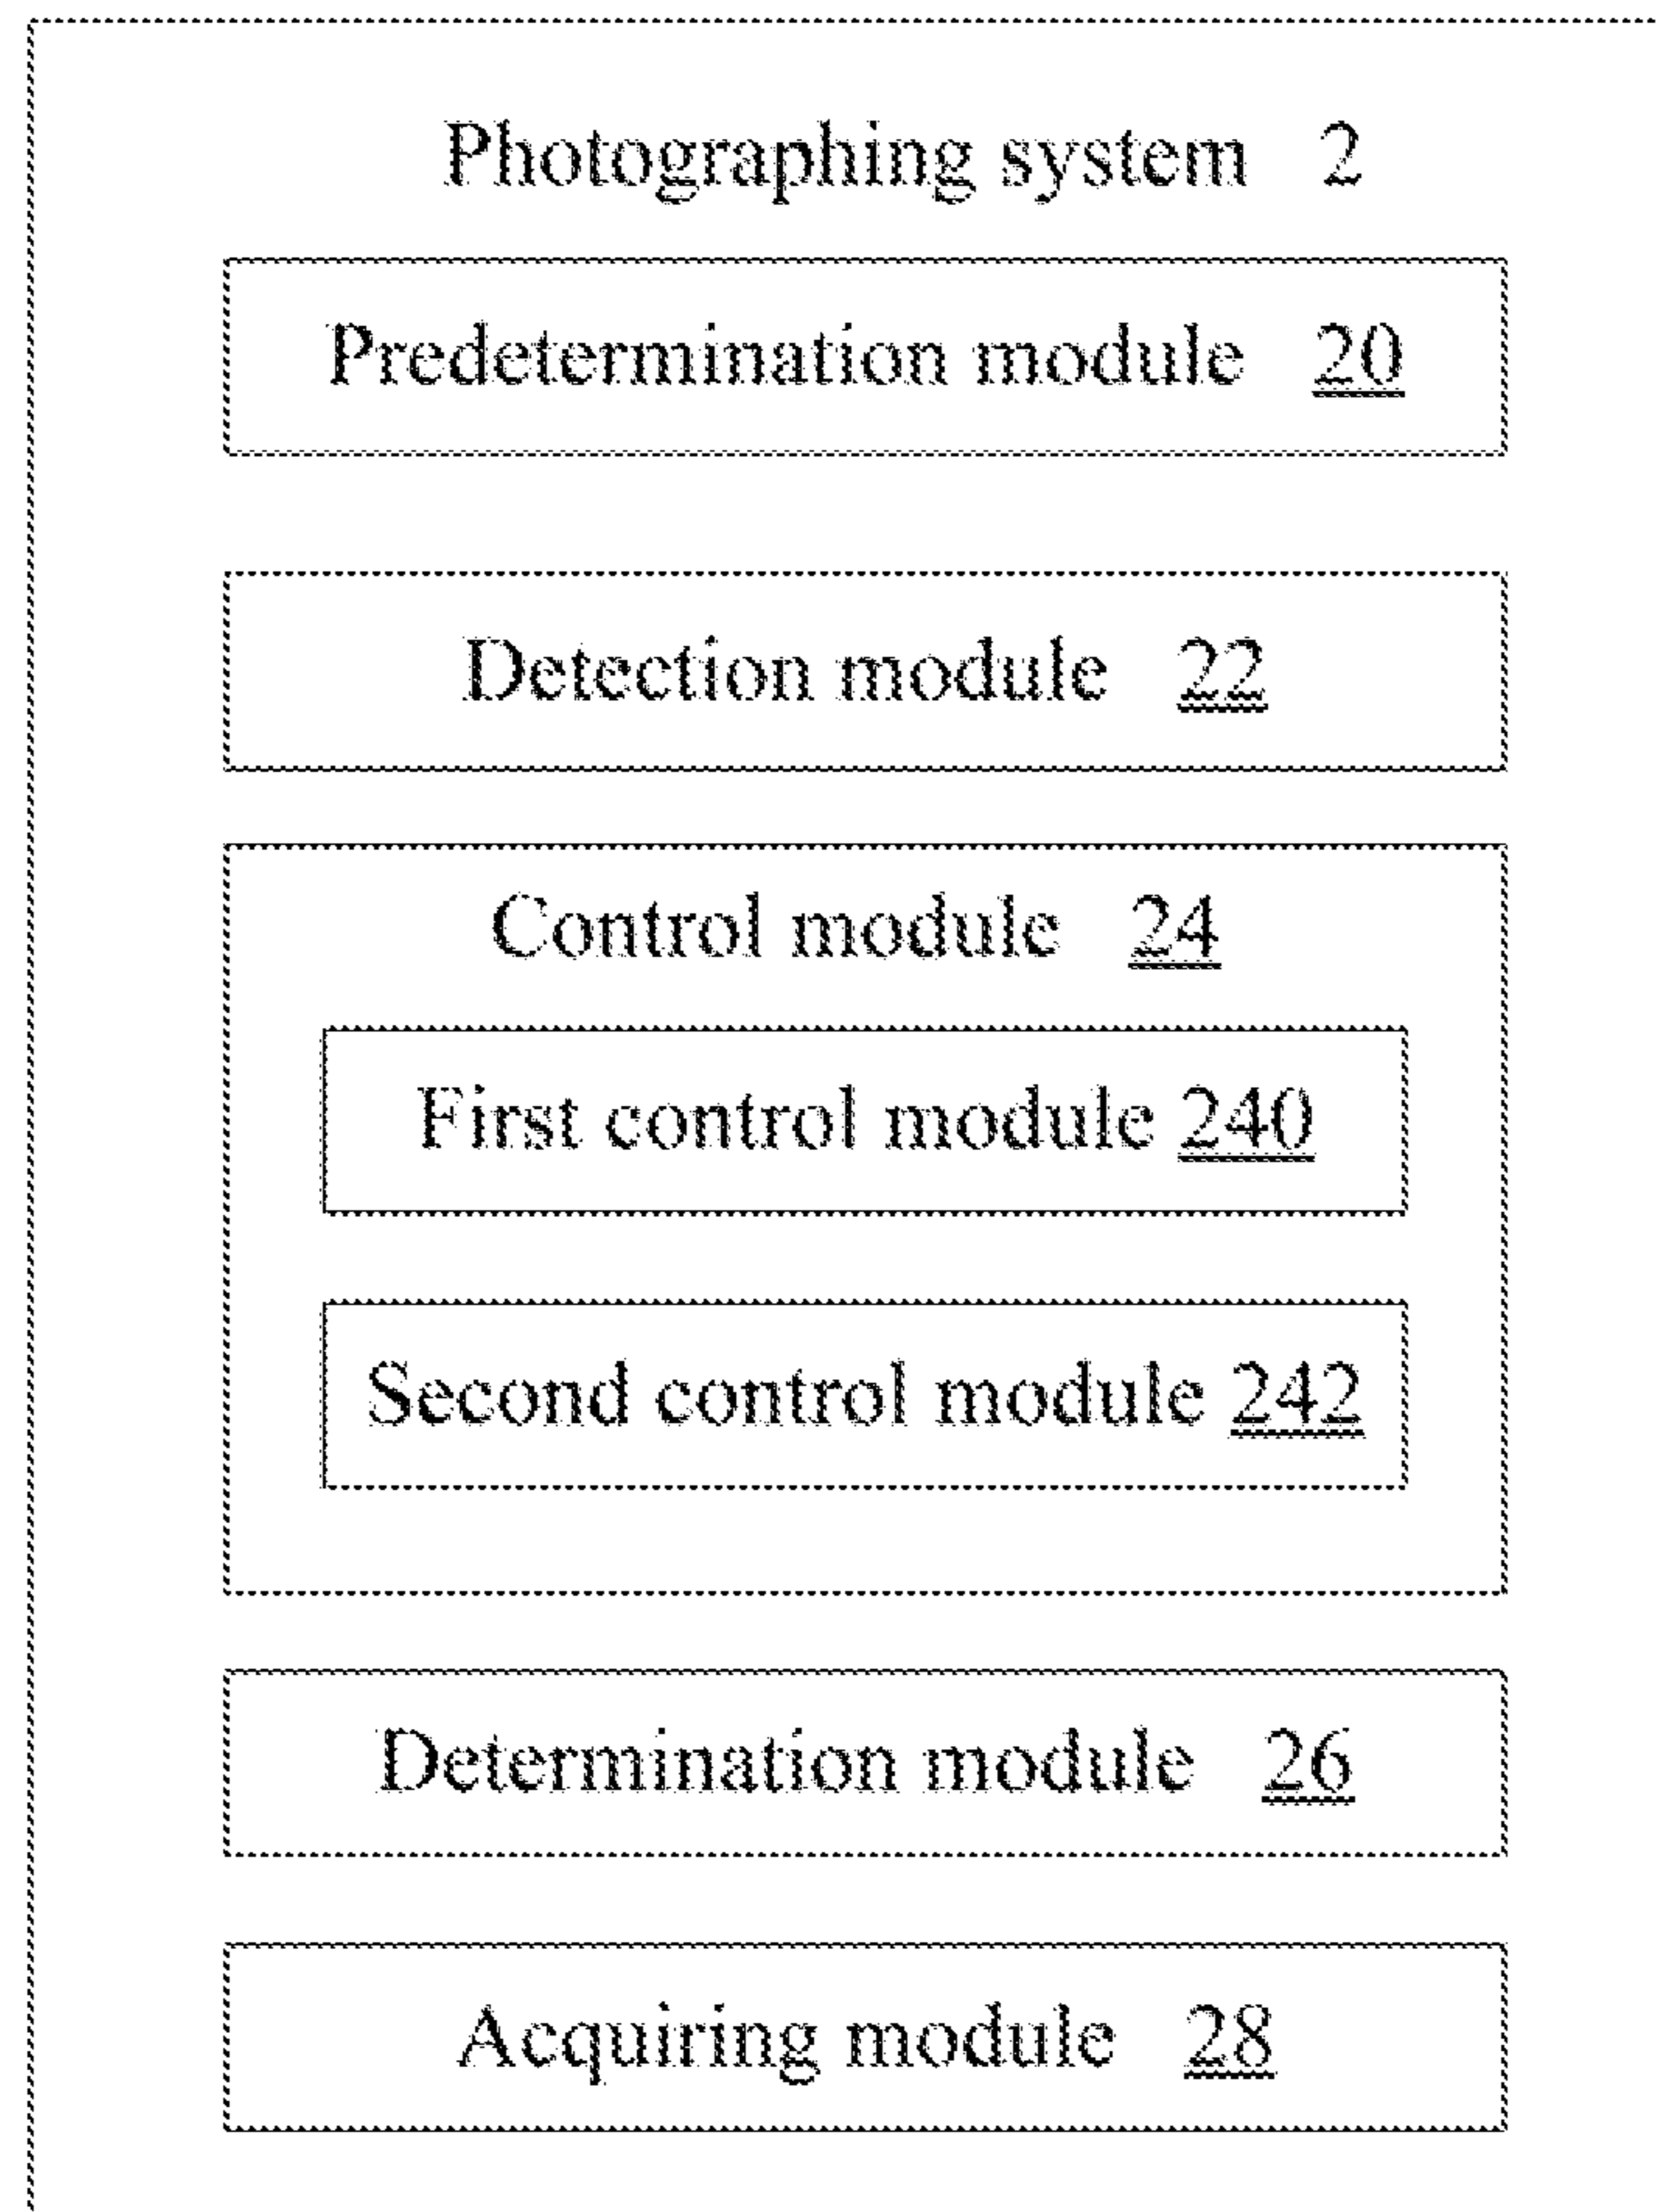 Photographing system 2
Predetermination module 20
Detection module 22
Control module 24
First control module 240
Second control module 242
Determination module 26
Acquiring module 28